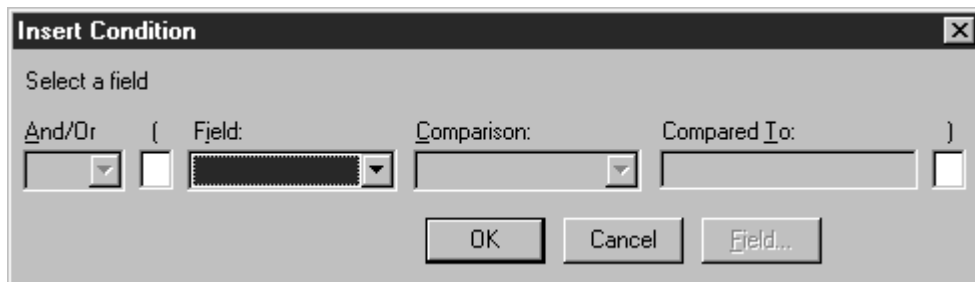 Insert Condition
Select a field
And/Or ( Field: Comparison: Compared To: )
OK Cancel Field...